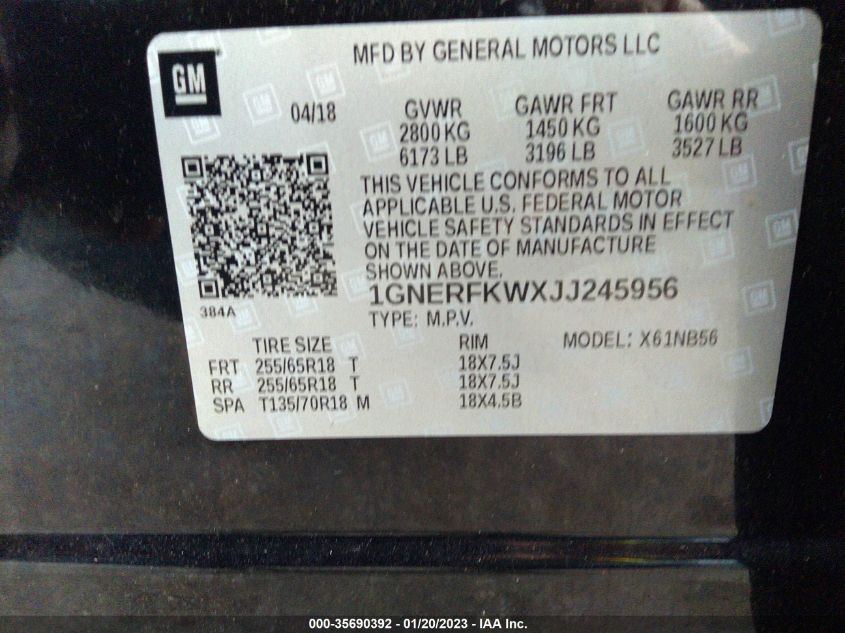 MFD BY GENERAL MOTORS LLC
GM
04/18 GVWR GAWR FRT GAWR RR
2800 KG 1450 KG 1600 KG
6173 LB 3196 LB 3527 LB
THIS VEHICLE CONFORMS TO ALL
APPLICABLE U.S. FEDERAL MOTOR
VEHICLE SAFETY STANDARDS IN EFFECT
ON THE DATE OF MANUFACTURE
SHOWN ABOVE.
1GNERFKWXJJ245956
384A
TYPE: M.P.V.
TIRE SIZE RIM MODEL: X61NB56
FRT 255/65R18 T 18X7.5J
RR 255/65R18 T 18X7.5J
SPA T135/70R18 M 18X4.5B
000-35690392 - 01/20/2023 - IAA Inc.